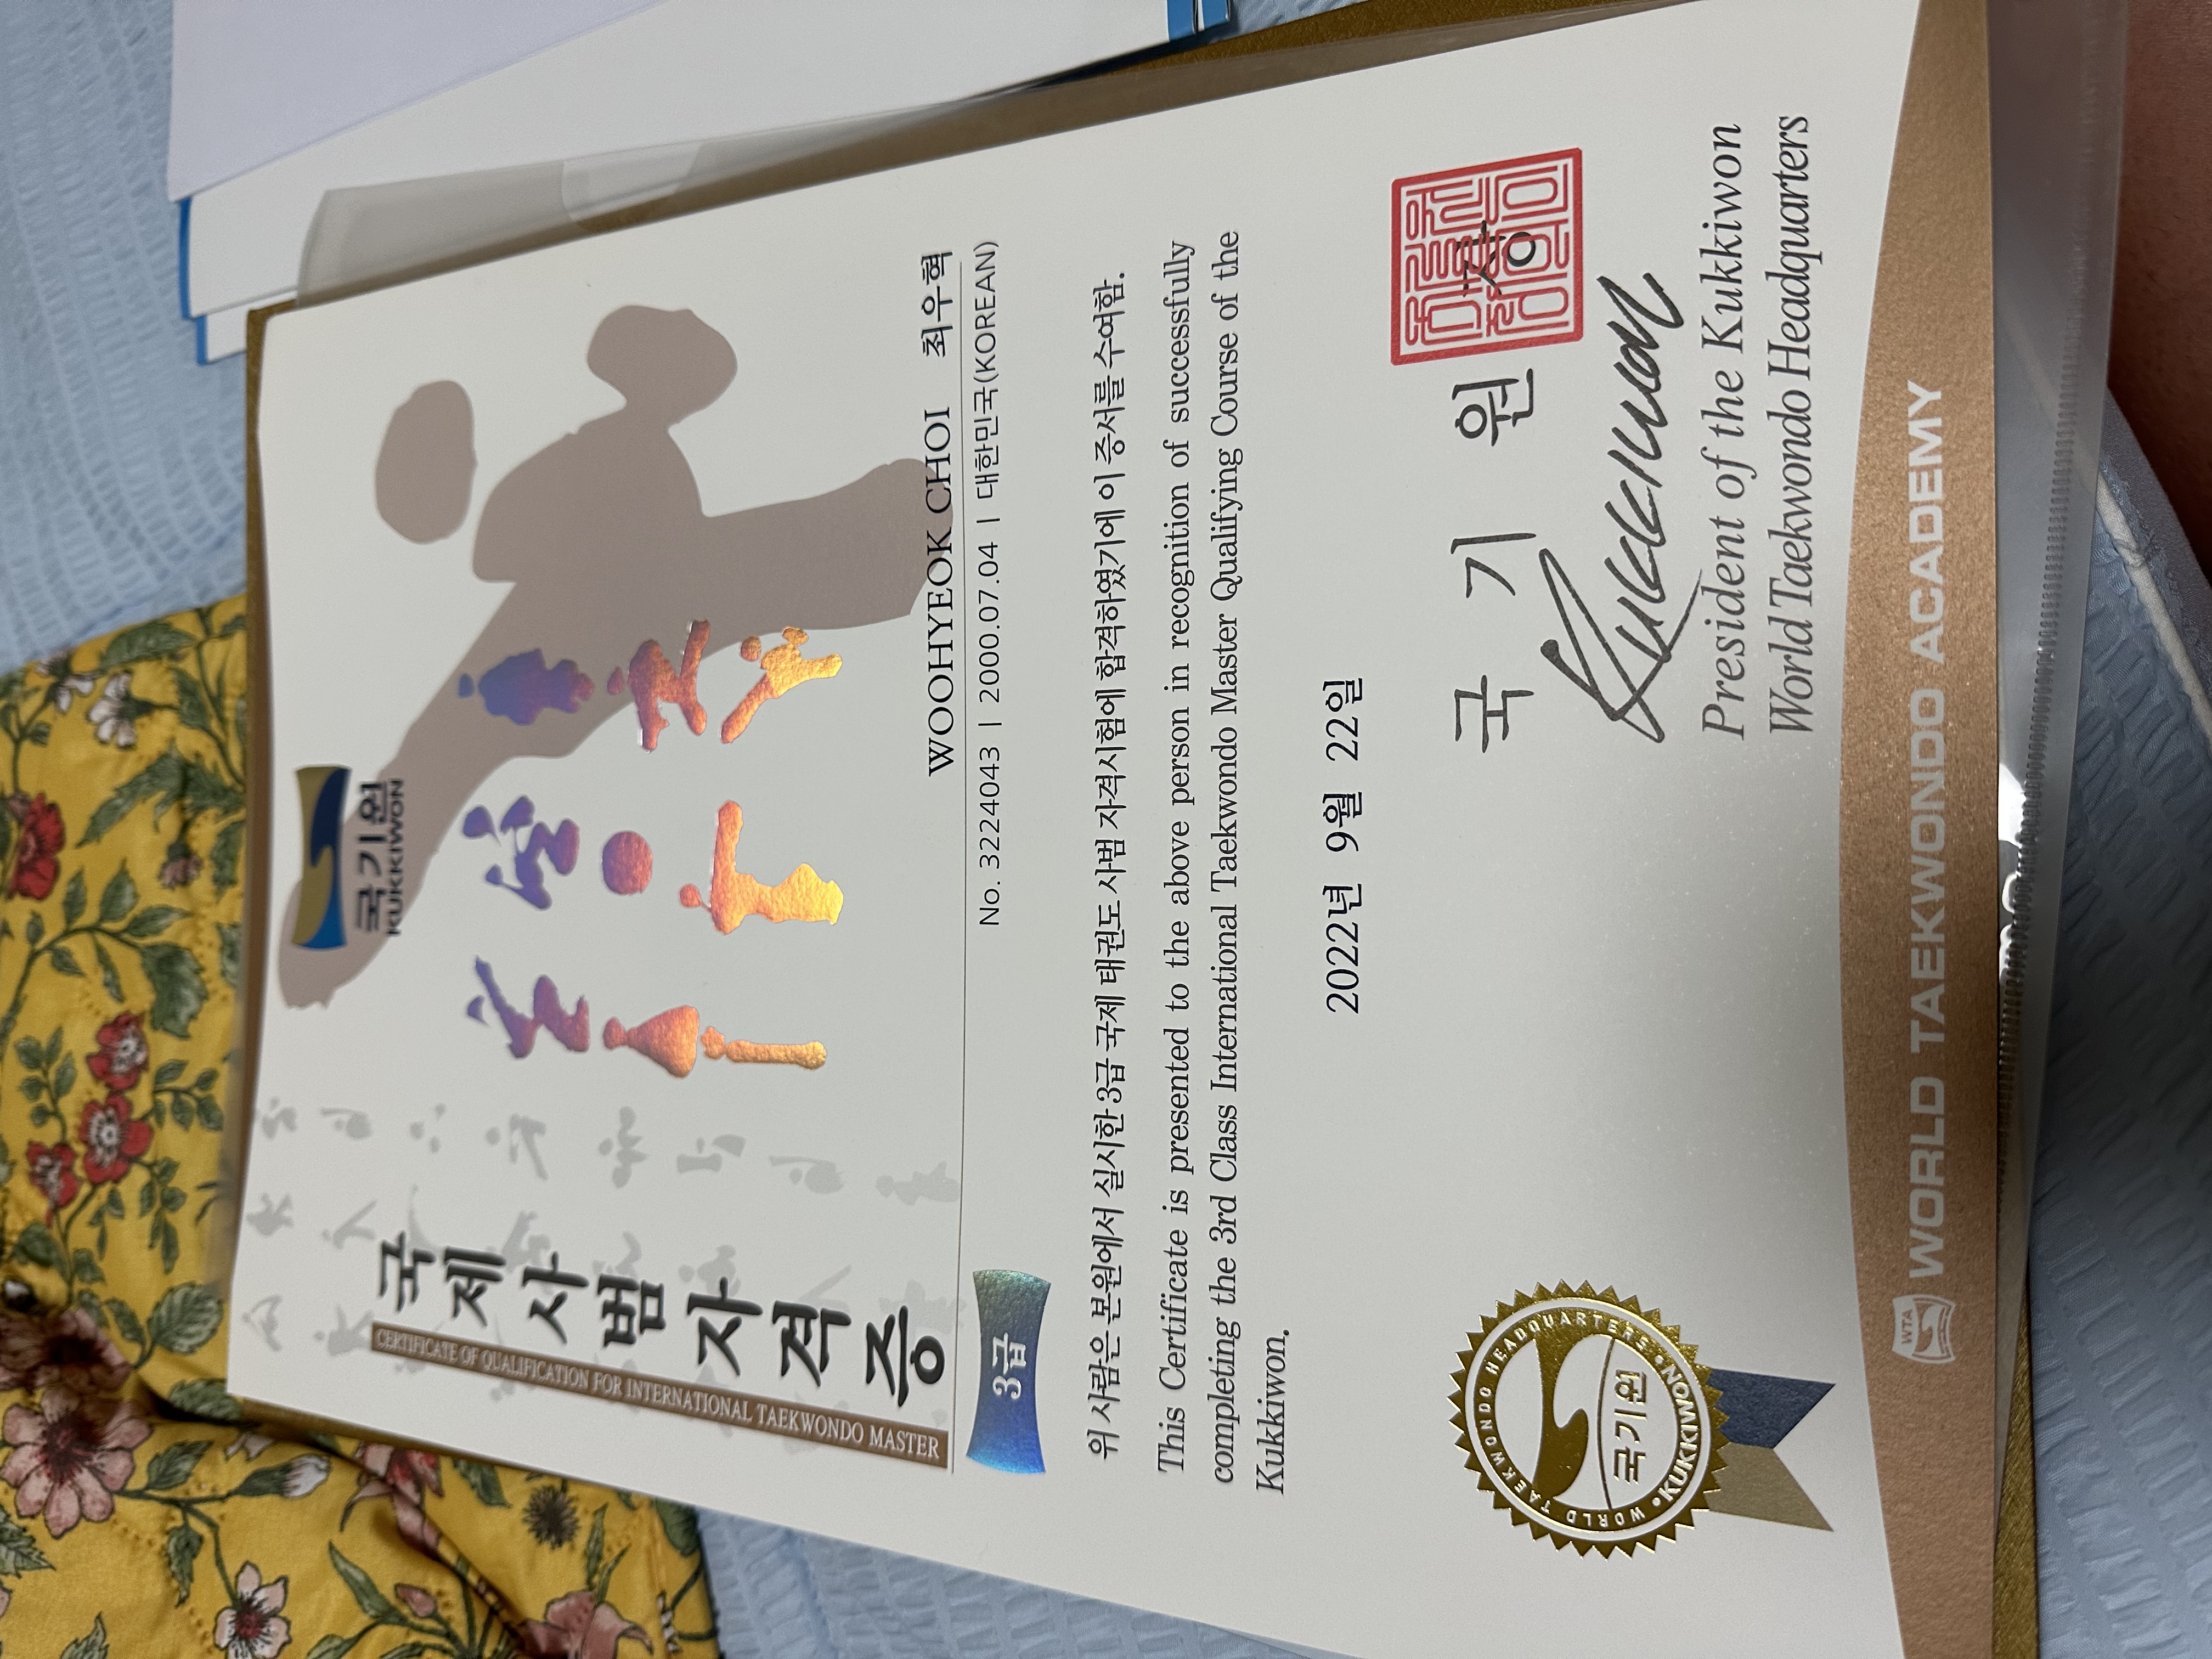 국기원
KUKKIWON
국제사범자격증
CERTIFICATE OF QUALIFICATION FOR INTERNATIONAL TAEKWONDO MASTER
WOOHYEOK CHOI 최우혁
3급
No. 3224043 | 2000.07.04 | 대한민국(KOREAN)
위 사람은 본원에서 실시한 3급 국제 태권도 사범 자격시험에 합격하였기에 이 증서를 수여함.
This Certificate is presented to the above person in recognition of successfully
completing the 3rd Class International Taekwondo Master Qualifying Course of the
Kukkiwon.
2022년 9월 22일
국 기 원 장
Kukkiwon
President of the Kukkiwon
World Taekwondo Headquarters
WORLD TAEKWONDO HEADQUARTERS
국기원
KUKKIWON
WTA
WORLD TAEKWONDO ACADEMY